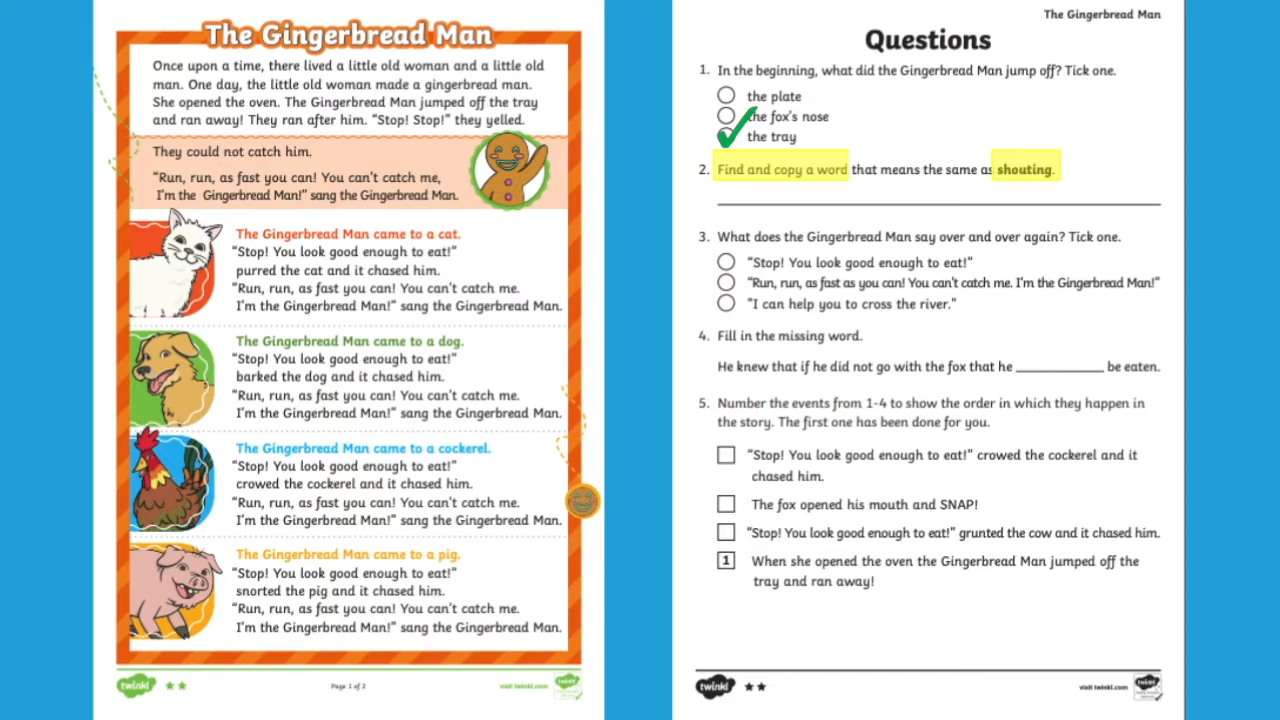 The Gingerbread Man
Once upon a time, there lived a little old woman and a little old
man. One day, the little old woman made a gingerbread man.
She opened the oven. The Gingerbread Man jumped off the tray
and ran away! They ran after him. “Stop! Stop!” they yelled.
They could not catch him.
“Run, run, as fast you can! You can’t catch me,
I’m the Gingerbread Man!” sang the Gingerbread Man.
The Gingerbread Man came to a cat.
“Stop! You look good enough to eat!”
purred the cat and it chased him.
“Run, run, as fast you can! You can’t catch me.
I’m the Gingerbread Man!” sang the Gingerbread Man.
The Gingerbread Man came to a dog.
“Stop! You look good enough to eat!”
barked the dog and it chased him.
“Run, run, as fast you can! You can’t catch me.
I’m the Gingerbread Man!” sang the Gingerbread Man.
The Gingerbread Man came to a cockerel.
“Stop! You look good enough to eat!”
crowed the cockerel and it chased him.
“Run, run, as fast you can! You can’t catch me.
I’m the Gingerbread Man!” sang the Gingerbread Man.
The Gingerbread Man came to a pig.
“Stop! You look good enough to eat!”
snorted the pig and it chased him.
“Run, run, as fast you can! You can’t catch me.
I’m the Gingerbread Man!” sang the Gingerbread Man.
twinkl
Page 1 of 2
visit twinkl.com
The Gingerbread Man
Questions
1. In the beginning, what did the Gingerbread Man jump off? Tick one.
the plate
the fox’s nose
the tray
2. Find and copy a word that means the same as shouting.
3. What does the Gingerbread Man say over and over again? Tick one.
“Stop! You look good enough to eat!”
“Run, run, as fast as you can! You can’t catch me. I’m the Gingerbread Man!”
“I can help you to cross the river.”
4. Fill in the missing word.
He knew that if he did not go with the fox that he ____________ be eaten.
5. Number the events from 1-4 to show the order in which they happen in
the story. The first one has been done for you.
“Stop! You look good enough to eat!” crowed the cockerel and it
chased him.
The fox opened his mouth and SNAP!
“Stop! You look good enough to eat!” grunted the cow and it chased him.
1 When she opened the oven the Gingerbread Man jumped off the
tray and ran away!
twinkl
visit twinkl.com